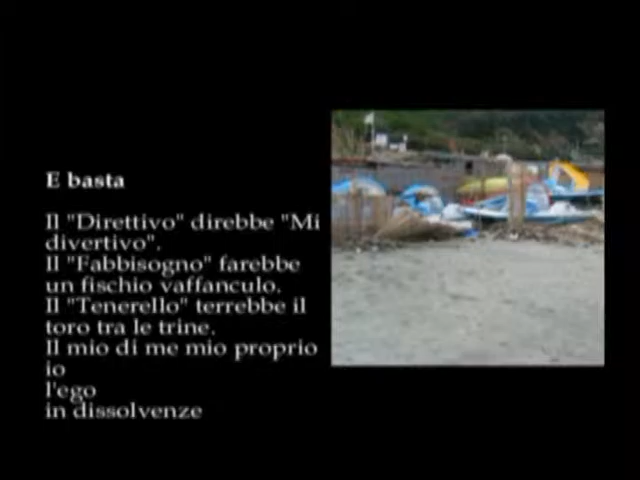 E basta
Il "Direttivo" direbbe "Mi
divertivo".
Il "Fabbisogno" farebbe
un fischio vaffanculo.
Il "Tenerello" terrebbe il
toro tra le trine.
Il mio di me mio proprio
io
l'ego
in dissolvenze